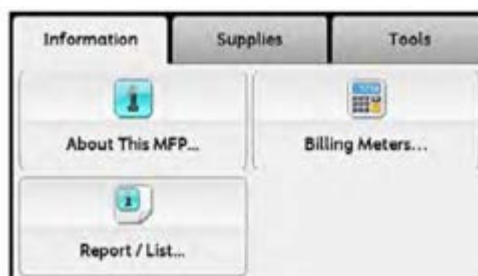 Information
Supplies
Tools
About This MFP...
Billing Meters...
Report / List...